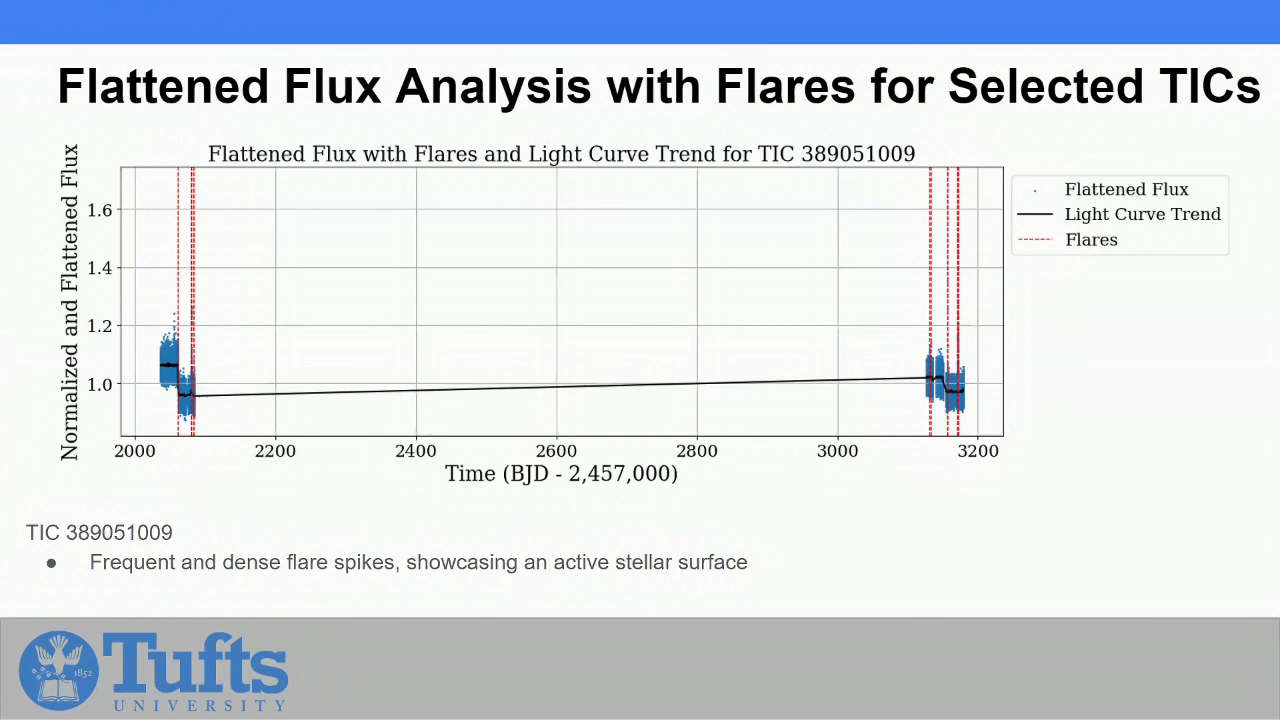 Flattened Flux Analysis with Flares for Selected TICs
Flattened Flux with Flares and Light Curve Trend for TIC 389051009
Normalized and Flattened Flux
1.6
1.4
1.2
1.0
2000 2200 2400 2600 2800 3000 3200
Time (BJD - 2,457,000)
Flattened Flux
Light Curve Trend
Flares
TIC 389051009
● Frequent and dense flare spikes, showcasing an active stellar surface
1852
Tufts
UNIVERSITY